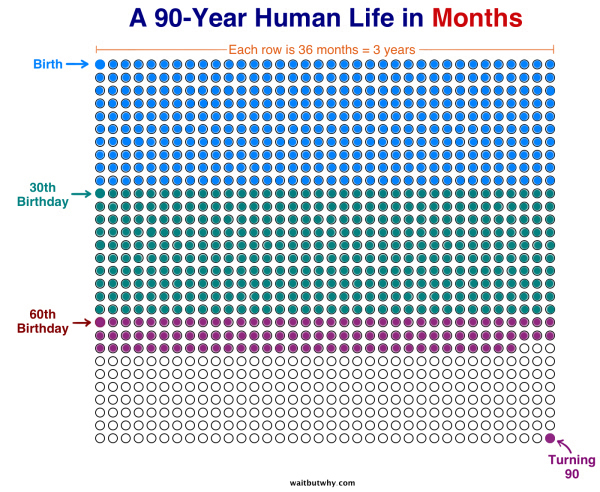 A 90-Year Human Life in Months
Each row is 36 months = 3 years
Birth
30th
Birthday
60th
Birthday
Turning
90
waitbutwhy.com